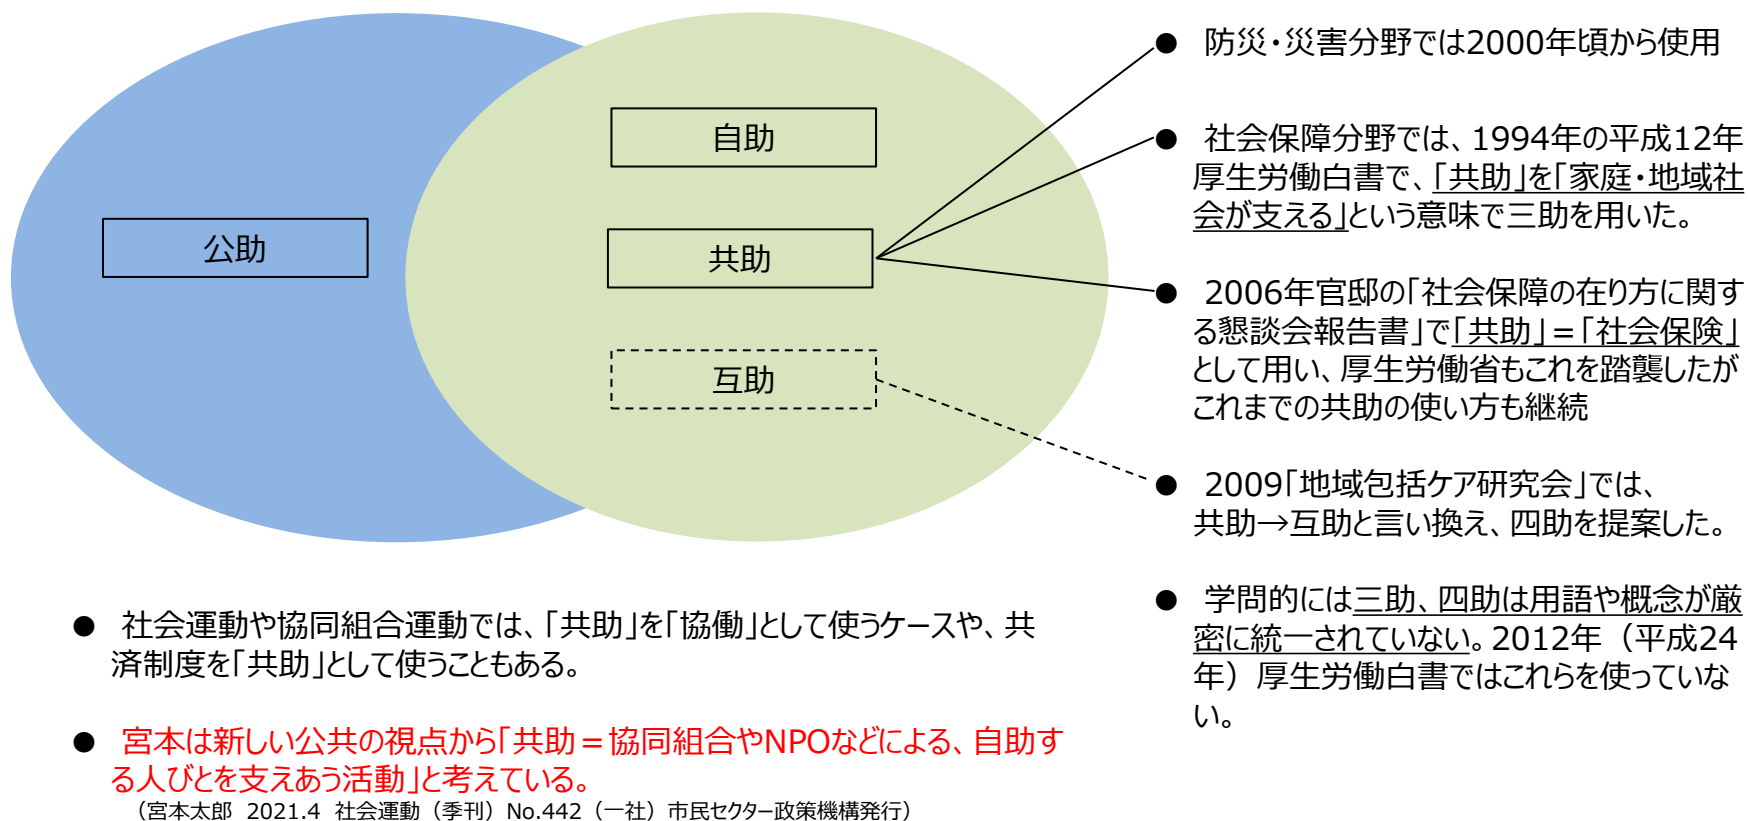 公助
自助
共助
互助
● 防災・災害分野では2000年頃から使用
● 社会保障分野では、1994年の平成12年
厚生労働白書で、「共助」を「家庭・地域社
会が支える」という意味で三助を用いた。
● 2006年官邸の「社会保障の在り方に関す
る懇談会報告書」で「共助」=「社会保険」
として用い、厚生労働省もこれを踏襲したが
これまでの共助の使い方も継続
● 2009「地域包括ケア研究会」では、
共助→互助と言い換え、四助を提案した。
● 学問的には三助、四助は用語や概念が厳
密に統一されていない。2012年（平成24
年）厚生労働白書ではこれらを使っていな
い。
● 社会運動や協同組合運動では、「共助」を「協働」として使うケースや、共
済制度を「共助」として使うこともある。
● 宮本は新しい公共の視点から「共助=協同組合やNPOなどによる、自助す
る人びとを支えあう活動」と考えている。
（宮本太郎 2021.4 社会運動（季刊）No.442（一社）市民セクター政策機構発行）